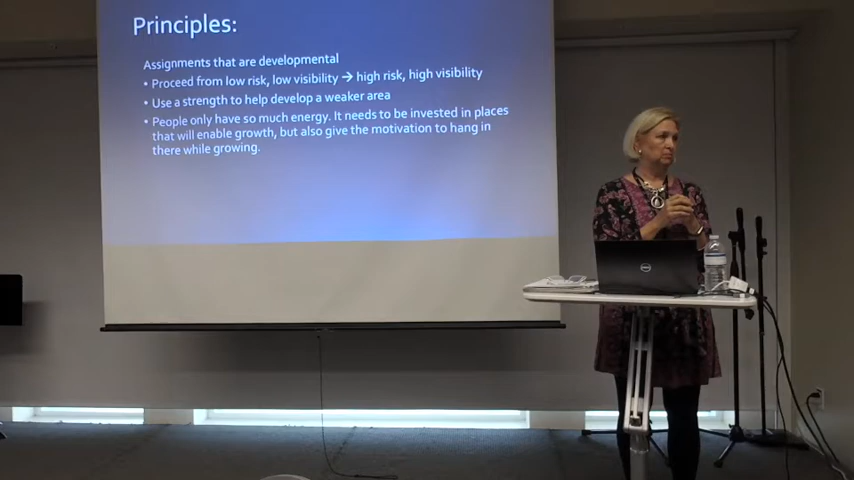 Principles:
Assignments that are developmental
• Proceed from low risk, low visibility → high risk, high visibility
• Use a strength to help develop a weaker area
• People only have so much energy. It needs to be invested in places
that will enable growth, but also give the motivation to hang in
there while growing.
DELL